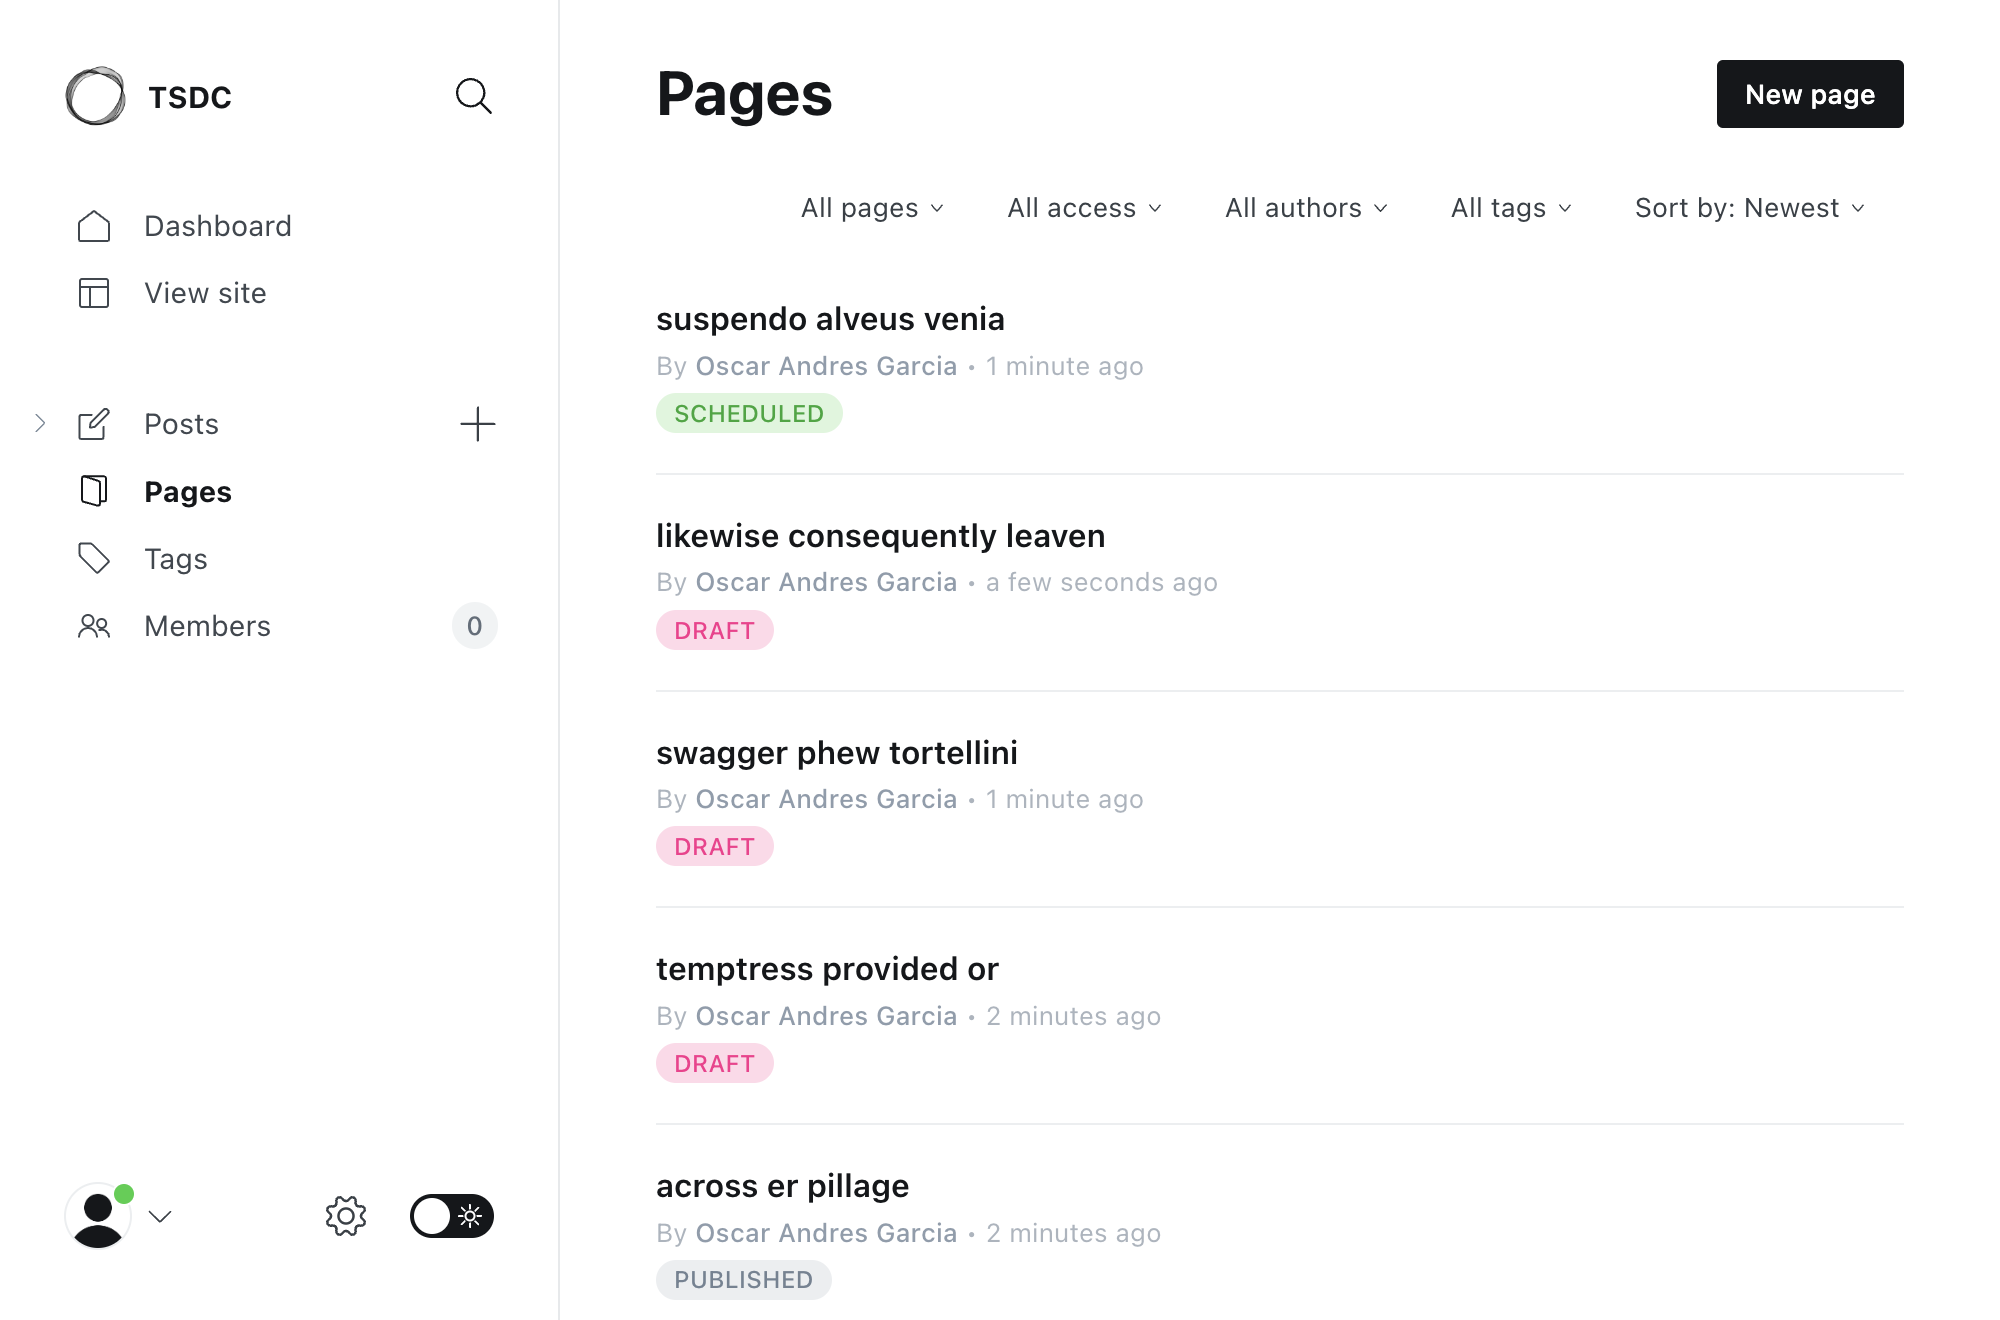 TSDC
Dashboard
View site
Posts
Pages
Tags
Members 0
Pages
New page
All pages All access All authors All tags Sort by: Newest
suspendo alveus venia
By Oscar Andres Garcia • 1 minute ago
SCHEDULED
likewise consequently leaven
By Oscar Andres Garcia • a few seconds ago
DRAFT
swagger phew tortellini
By Oscar Andres Garcia • 1 minute ago
DRAFT
temptress provided or
By Oscar Andres Garcia • 2 minutes ago
DRAFT
across er pillage
By Oscar Andres Garcia • 2 minutes ago
PUBLISHED